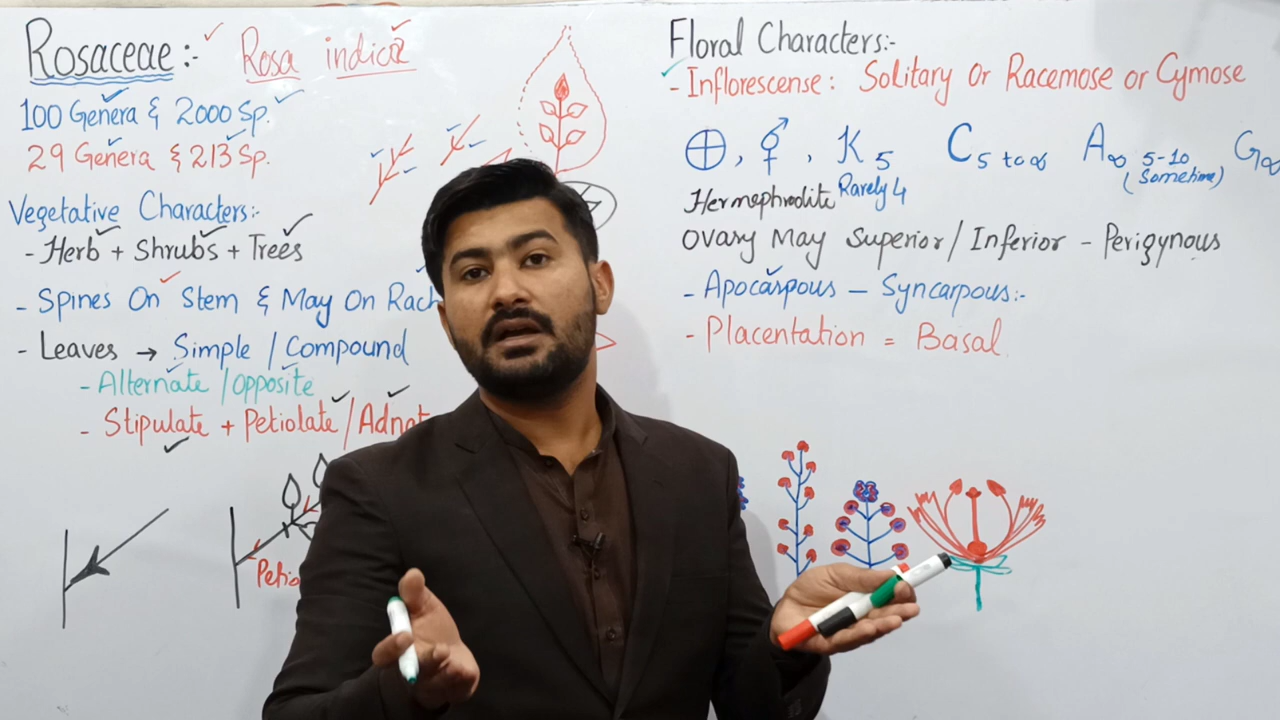 Rosaceae:- Rosa indica
100 Genera & 2000 Sp.
29 Genera & 213 Sp.
Vegetative Characters:-
- Herb + Shrubs + Trees
- Spines On Stem & May On Rach
- Leaves → Simple / Compound
- Alternate / Opposite
- Stipulate + Petiolate / Adnat
Petio
Floral Characters:-
- Inflorescense: Solitary Or Racemose or Cymose
⊕, ⚥, K5 C5 to ∞ A∞ 5-10 G∞
Hermephrodite Rarely 4 (Sometime)
Ovary May Superior / Inferior - Perigynous
- Apocarpous - Syncarpous:-
- Placentation = Basal.